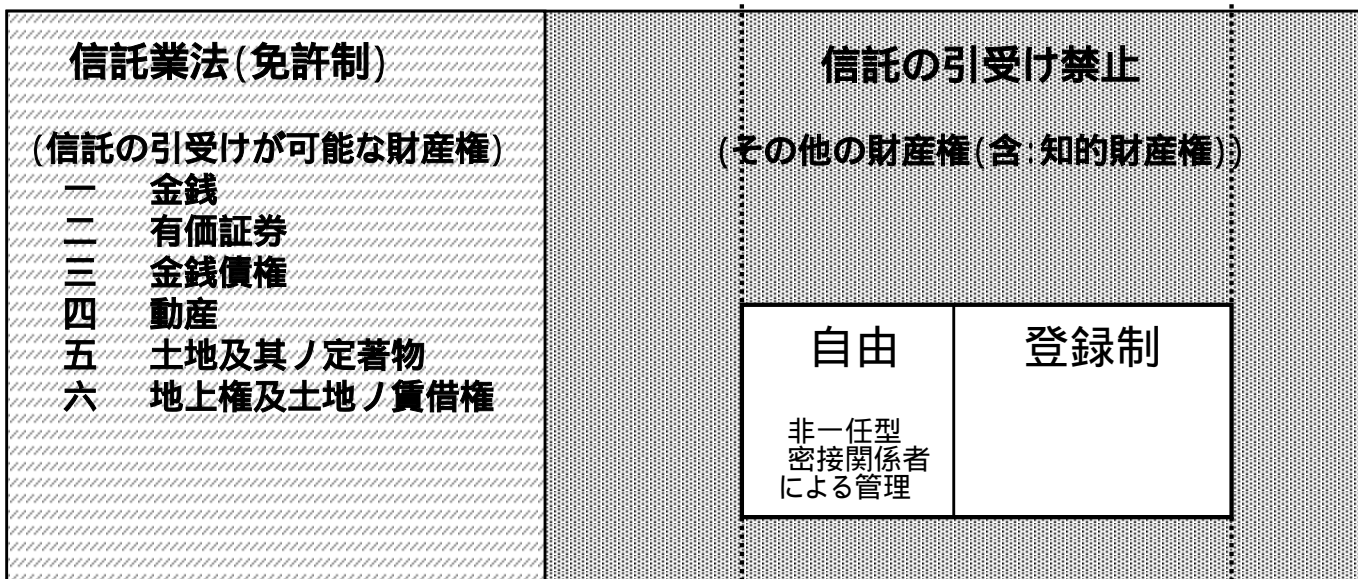 信託業法(免許制)
(信託の引受けが可能な財産権)
一 金銭
二 有価証券
三 金銭債権
四 動産
五 土地及其ノ定著物
六 地上権及土地ノ賃借権
信託の引受け禁止
(その他の財産権(含:知的財産権))
自由
非一任型
密接関係者
による管理
登録制